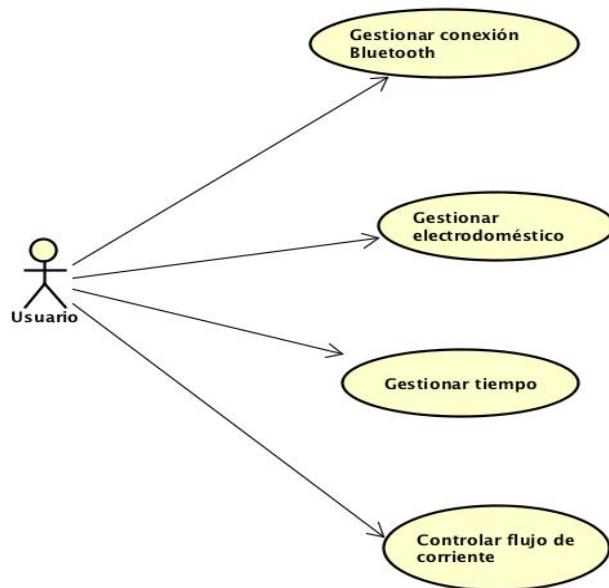 Gestionar conexión
Bluetooth
Gestionar
electrodoméstico
Usuario
Gestionar tiempo
Controlar flujo de
corriente